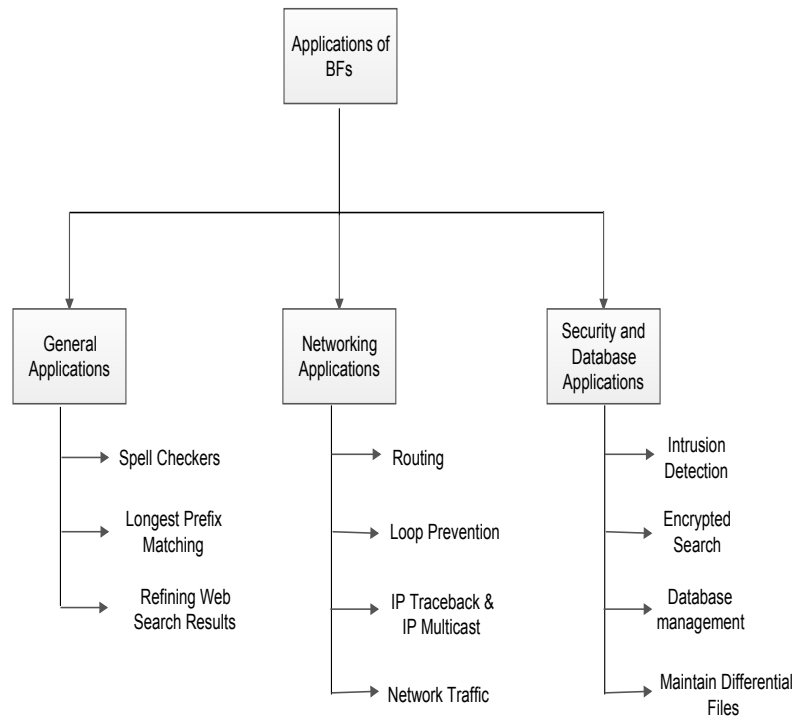 Applications of
BFs
General
Applications
Networking
Applications
Security and
Database
Applications
Spell Checkers
Longest Prefix
Matching
Refining Web
Search Results
Routing
Loop Prevention
IP Traceback &
IP Multicast
Network Traffic
Intrusion
Detection
Encrypted
Search
Database
management
Maintain Differential
Files